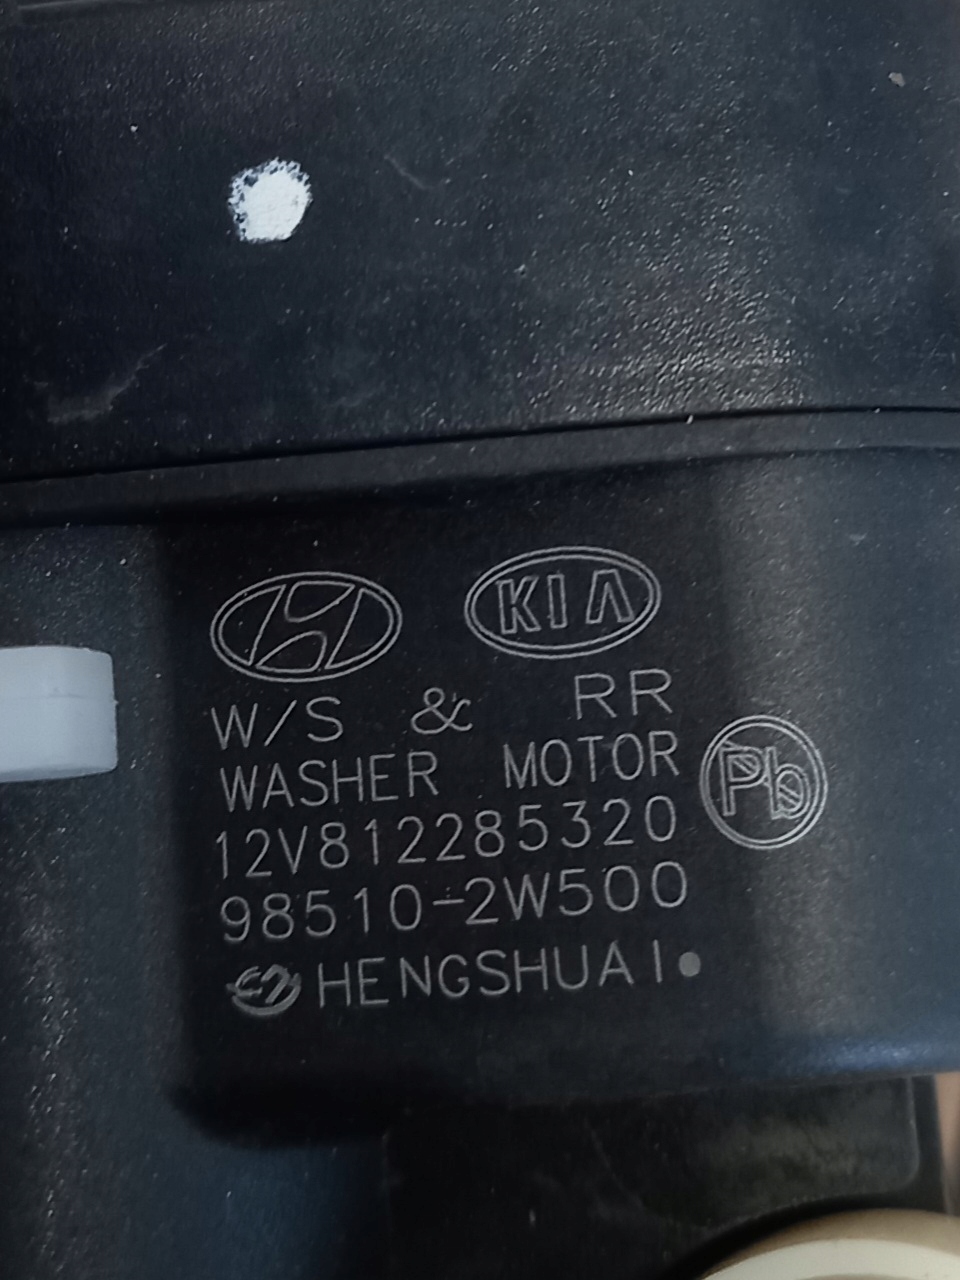 KIA
W/S & RR
WASHER MOTOR
Pb
12V812285320
98510-2W500
HENGSHUAI